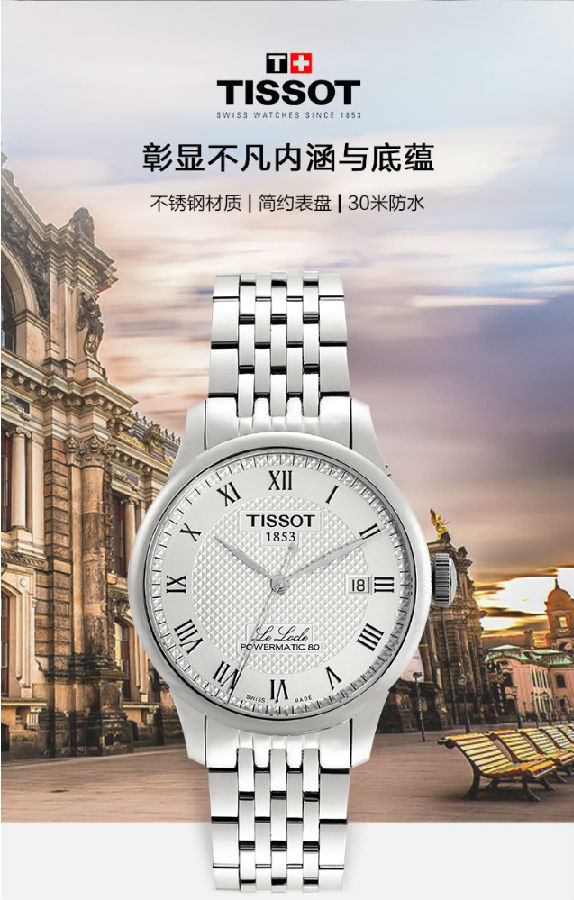 T+
TISSOT
SWISS WATCHES SINCE 1853
彰显不凡内涵与底蕴
不锈钢材质 | 简约表盘 | 30米防水
XII
I
II
III
IIII
V
VI
VII
VIII
IX
X
XI
TISSOT
1853
18
Le Locle
POWERMATIC 80
SWISS MADE